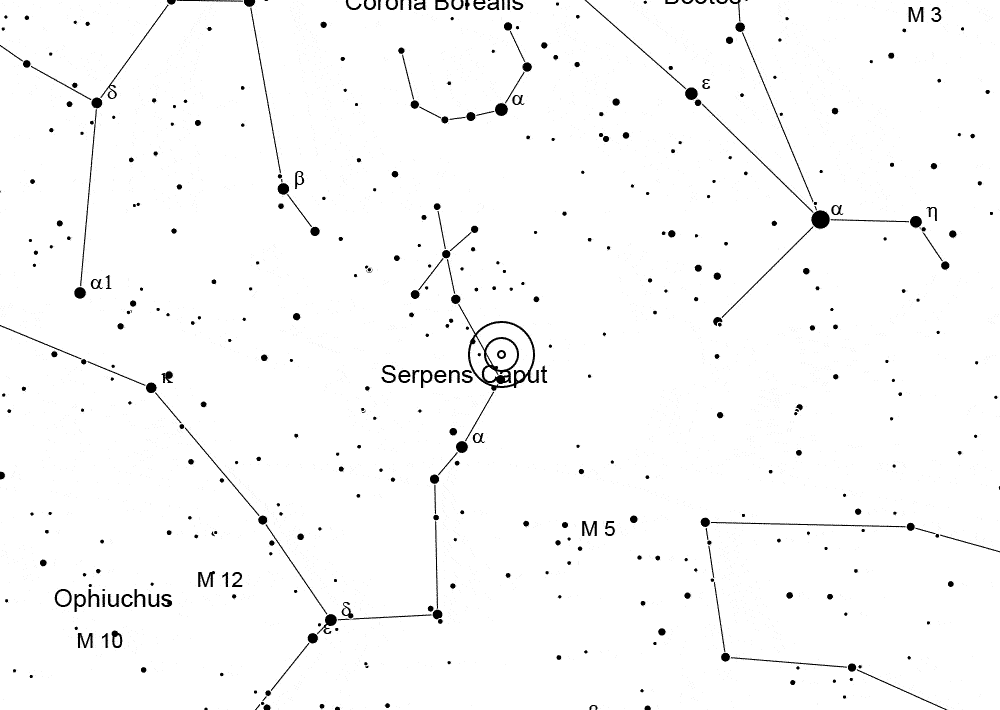 Corona Borealis
Bootes
M 3
δ
ε
α
β
α
η
α1
κ
Serpens Caput
α
M 5
M 12
Ophiuchus
δ
ε
M 10